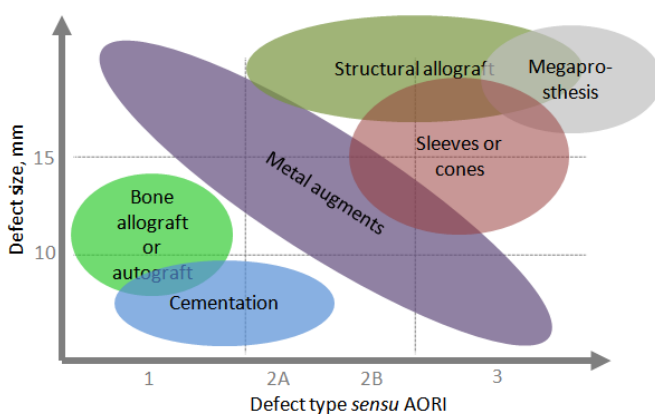 Structural allograft
Megapro-
sthesis
Sleeves or
cones
Metal augments
Bone
allograft
or
autograft
Cementation
Defect size, mm
15
10
1
2A
2B
3
Defect type sensu AORI